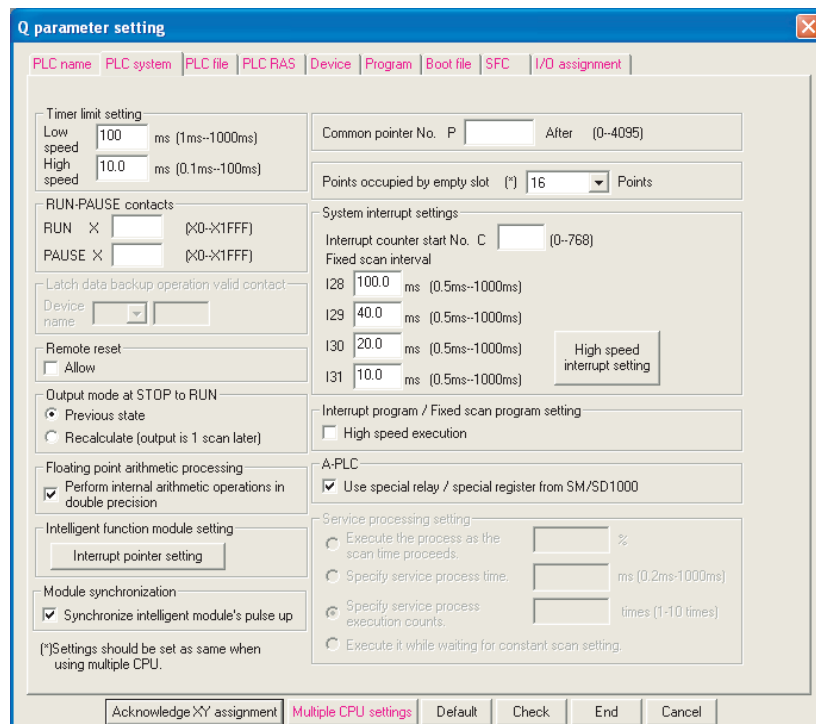 Q parameter setting
PLC name PLC system PLC file PLC RAS Device Program Boot file SFC I/O assignment
Timer limit setting
Low speed 100 ms (1ms--1000ms)
High speed 10.0 ms (0.1ms--100ms)
RUN-PAUSE contacts
RUN X (X0--X1FFF)
PAUSE X (X0--X1FFF)
Latch data backup operation valid contact
Device name
Remote reset
Allow
Output mode at STOP to RUN
Previous state
Recalculate (output is 1 scan later)
Floating point arithmetic processing
Perform internal arithmetic operations in
double precision
Intelligent function module setting
Interrupt pointer setting
Module synchronization
Synchronize intelligent module's pulse up
(*)Settings should be set as same when
using multiple CPU.
Common pointer No. P After (0--4095)
Points occupied by empty slot (*) 16 Points
System interrupt settings
Interrupt counter start No. C (0--768)
Fixed scan interval
I28 100.0 ms (0.5ms--1000ms)
I29 40.0 ms (0.5ms--1000ms)
I30 20.0 ms (0.5ms--1000ms)
I31 10.0 ms (0.5ms--1000ms)
High speed
interrupt setting
Interrupt program / Fixed scan program setting
High speed execution
A-PLC
Use special relay / special register from SM/SD1000
Service processing setting
Execute the process as the
scan time proceeds. %
Specify service process time. ms (0.2ms-1000ms)
Specify service process
execution counts. times (1-10 times)
Execute it while waiting for constant scan setting.
Acknowledge XY assignment Multiple CPU settings Default Check End Cancel